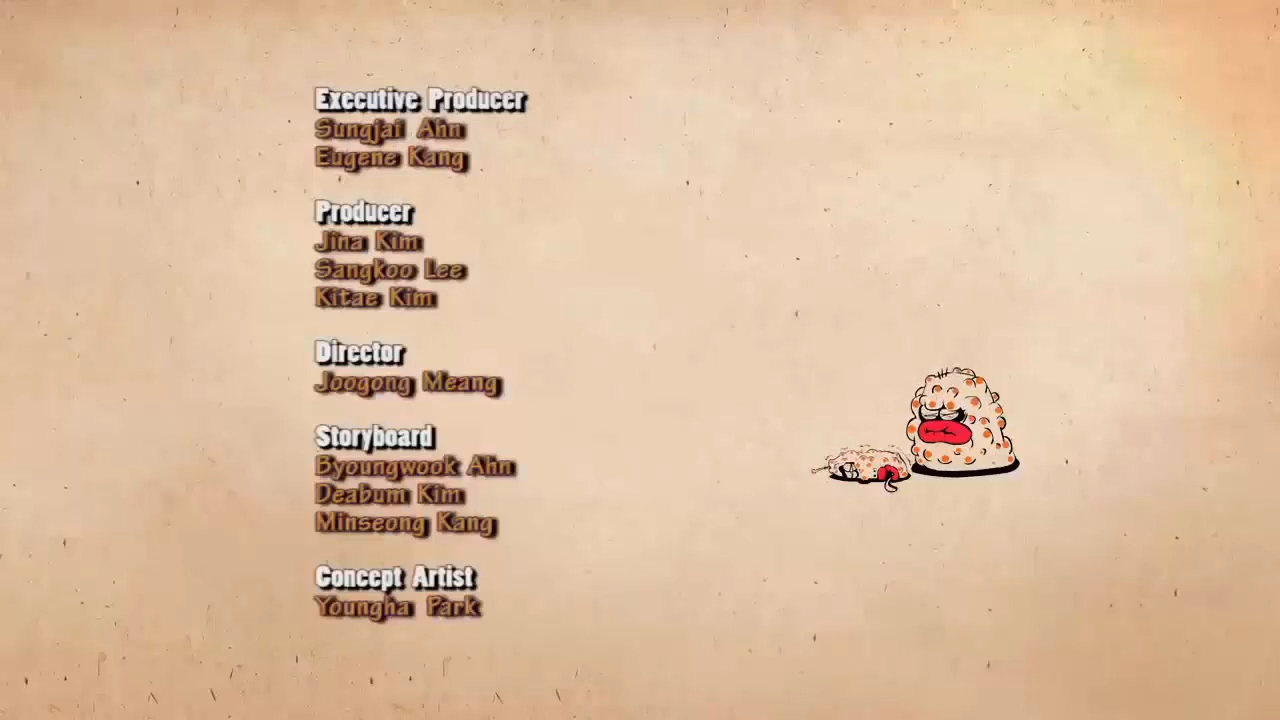 Executive Producer
Sungjai Ahn
Eugene Kang
Producer
Jina Kim
Sangkoo Lee
Kitae Kim
Director
Joogong Meang
Storyboard
Byoungwook Ahn
Deabum Kim
Minseong Kang
Concept Artist
Youngha Park